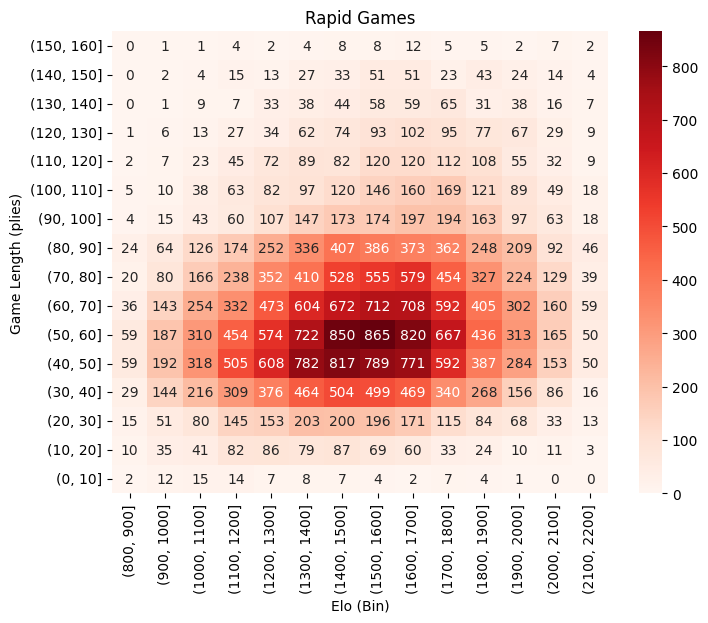 Rapid Games
(150, 160] 0 1 1 4 2 4 8 8 12 5 5 2 7 2
(140, 150] 0 2 4 15 13 27 33 51 51 23 43 24 14 4
(130, 140] 0 1 9 7 33 38 44 58 59 65 31 38 16 7
(120, 130] 1 6 13 27 34 62 74 93 102 95 77 67 29 9
(110, 120] 2 7 23 45 72 89 82 120 120 112 108 55 32 9
(100, 110] 5 10 38 63 82 97 120 146 160 169 121 89 49 18
(90, 100] 4 15 43 60 107 147 173 174 197 194 163 97 63 18
(80, 90] 24 64 126 174 252 336 407 386 373 362 248 209 92 46
(70, 80] 20 80 166 238 352 410 528 555 579 454 327 224 129 39
(60, 70] 36 143 254 332 473 604 672 712 708 592 405 302 160 59
(50, 60] 59 187 310 454 574 722 850 865 820 667 436 313 165 50
(40, 50] 59 192 318 505 608 782 817 789 771 592 387 284 153 50
(30, 40] 29 144 216 309 376 464 504 499 469 340 268 156 86 16
(20, 30] 15 51 80 145 153 203 200 196 171 115 84 68 33 13
(10, 20] 10 35 41 82 86 79 87 69 60 33 24 10 11 3
(0, 10] 2 12 15 14 7 8 7 4 2 7 4 1 0 0
Game Length (plies)
(800, 900]
(900, 1000]
(1000, 1100]
(1100, 1200]
(1200, 1300]
(1300, 1400]
(1400, 1500]
(1500, 1600]
(1600, 1700]
(1700, 1800]
(1800, 1900]
(1900, 2000]
(2000, 2100]
(2100, 2200]
Elo (Bin)
800
700
600
500
400
300
200
100
0